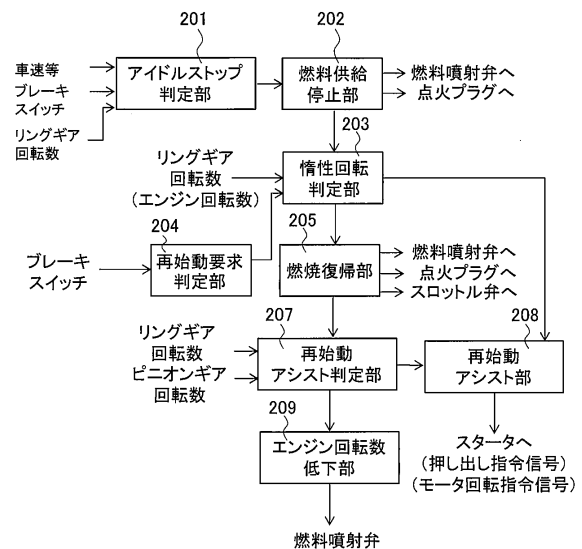 201
202
車速等
ブレーキ
スイッチ
リングギア
回転数
アイドルストップ
判定部
燃料供給
停止部
燃料噴射弁へ
点火プラグへ
203
リングギア
回転数
(エンジン回転数)
惰性回転
判定部
204
205
ブレーキ
スイッチ
再始動要求
判定部
燃焼復帰部
燃料噴射弁へ
点火プラグへ
スロットル弁へ
207
208
リングギア
回転数
ピニオンギア
回転数
再始動
アシスト判定部
再始動
アシスト部
209
エンジン回転数
低下部
スタータへ
(押し出し指令信号)
(モータ回転指令信号)
燃料噴射弁